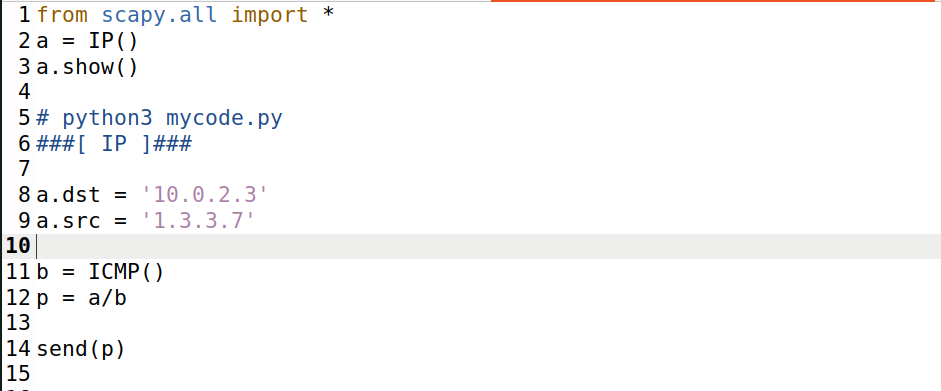 1 from scapy.all import *
2 a = IP()
3 a.show()
4
5 # python3 mycode.py
6 ###[ IP ]###
7
8 a.dst = '10.0.2.3'
9 a.src = '1.3.3.7'
10
11 b = ICMP()
12 p = a/b
13
14 send(p)
15